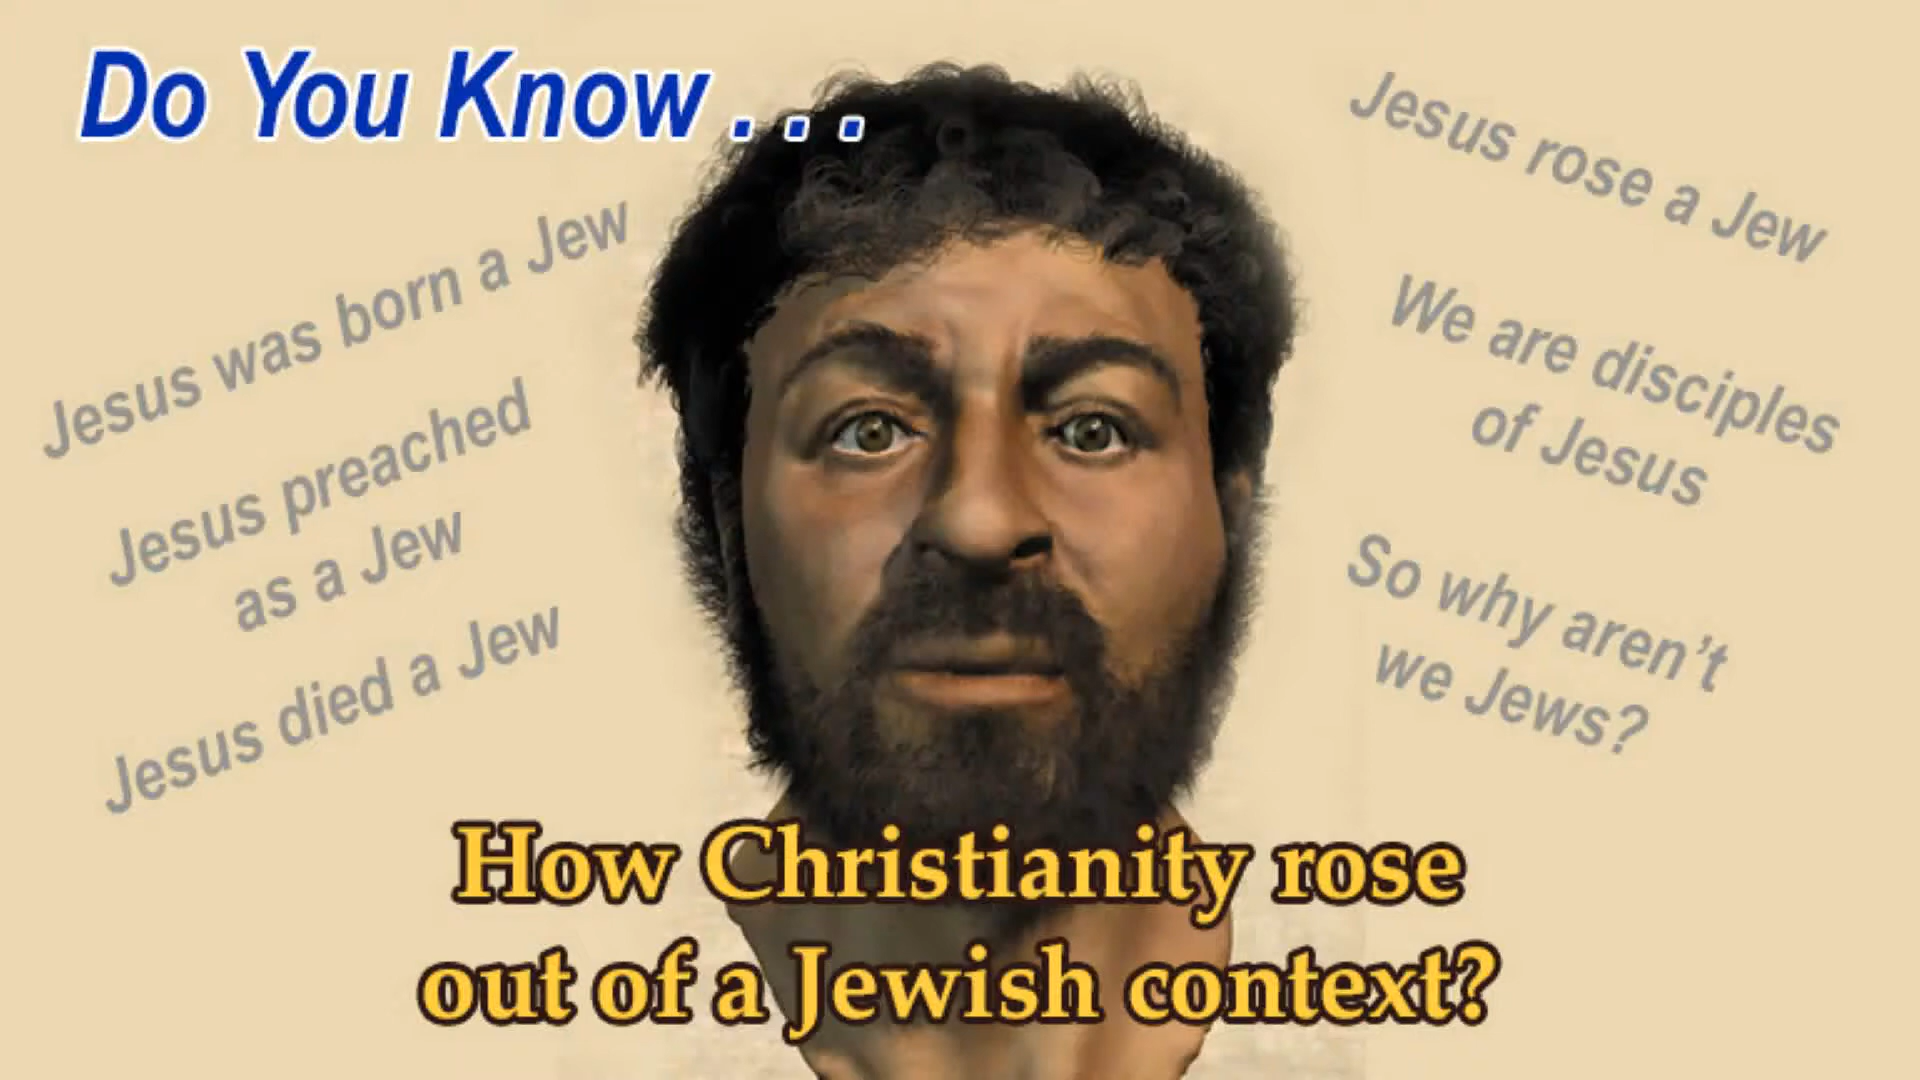 Do You Know . . .
Jesus was born a Jew
Jesus preached
as a Jew
Jesus died a Jew
Jesus rose a Jew
We are disciples
of Jesus
So why aren't
we Jews?
How Christianity rose
out of a Jewish context?